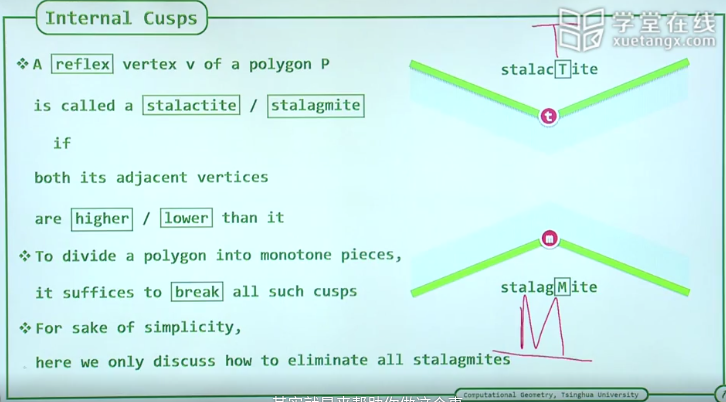 Internal Cusps
学堂在线
xuetangx.com
❖A reflex vertex v of a polygon P
is called a stalactite / stalagmite
if
both its adjacent vertices
are higher / lower than it
❖To divide a polygon into monotone pieces,
it suffices to break all such cusps
❖For sake of simplicity,
here we only discuss how to eliminate all stalagmites
T
stalacTite
t
m
stalagMite
M
Computational Geometry, Tsinghua University